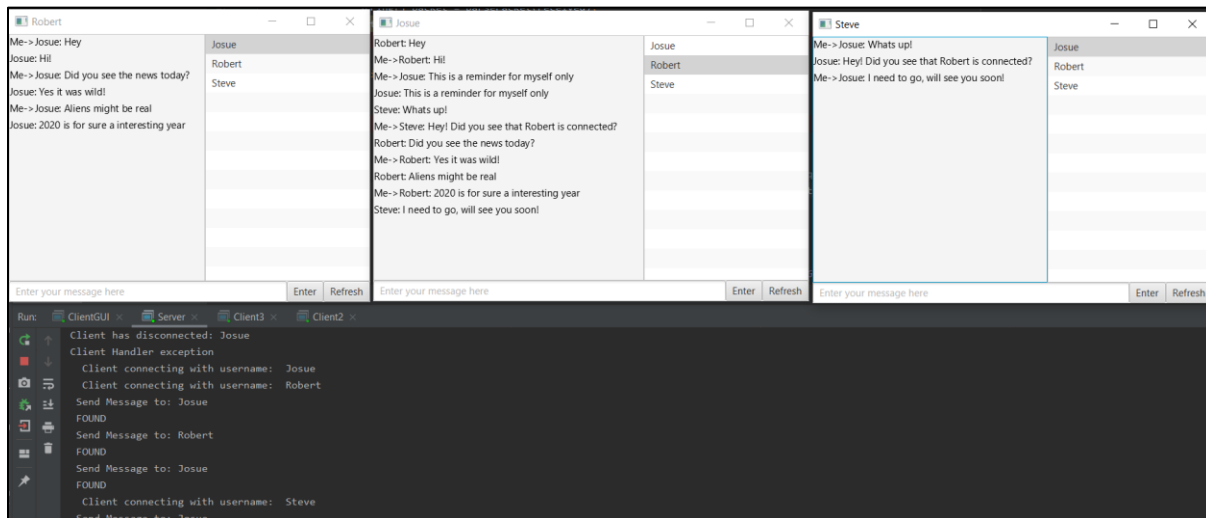 Robert
Me->Josue: Hey
Josue: Hi!
Me->Josue: Did you see the news today?
Josue: Yes it was wild!
Me->Josue: Aliens might be real
Josue: 2020 is for sure a interesting year
Josue
Robert
Steve
Enter your message here
Enter
Refresh
Josue
Robert: Hey
Me->Robert: Hi!
Me->Josue: This is a reminder for myself only
Josue: This is a reminder for myself only
Steve: Whats up!
Me->Steve: Hey! Did you see that Robert is connected?
Robert: Did you see the news today?
Me->Robert: Yes it was wild!
Robert: Aliens might be real
Me->Robert: 2020 is for sure a interesting year
Steve: I need to go, will see you soon!
Josue
Robert
Steve
Enter your message here
Enter
Refresh
Steve
Me->Josue: Whats up!
Josue: Hey! Did you see that Robert is connected?
Me->Josue: I need to go, will see you soon!
Josue
Robert
Steve
Enter your message here
Enter
Refresh
Run: ClientGUI Server Client3 Client2
Client has disconnected: Josue
Client Handler exception
Client connecting with username: Josue
Client connecting with username: Robert
Send Message to: Josue
FOUND
Send Message to: Robert
FOUND
Send Message to: Josue
FOUND
Client connecting with username: Steve
Send Message to: Josue